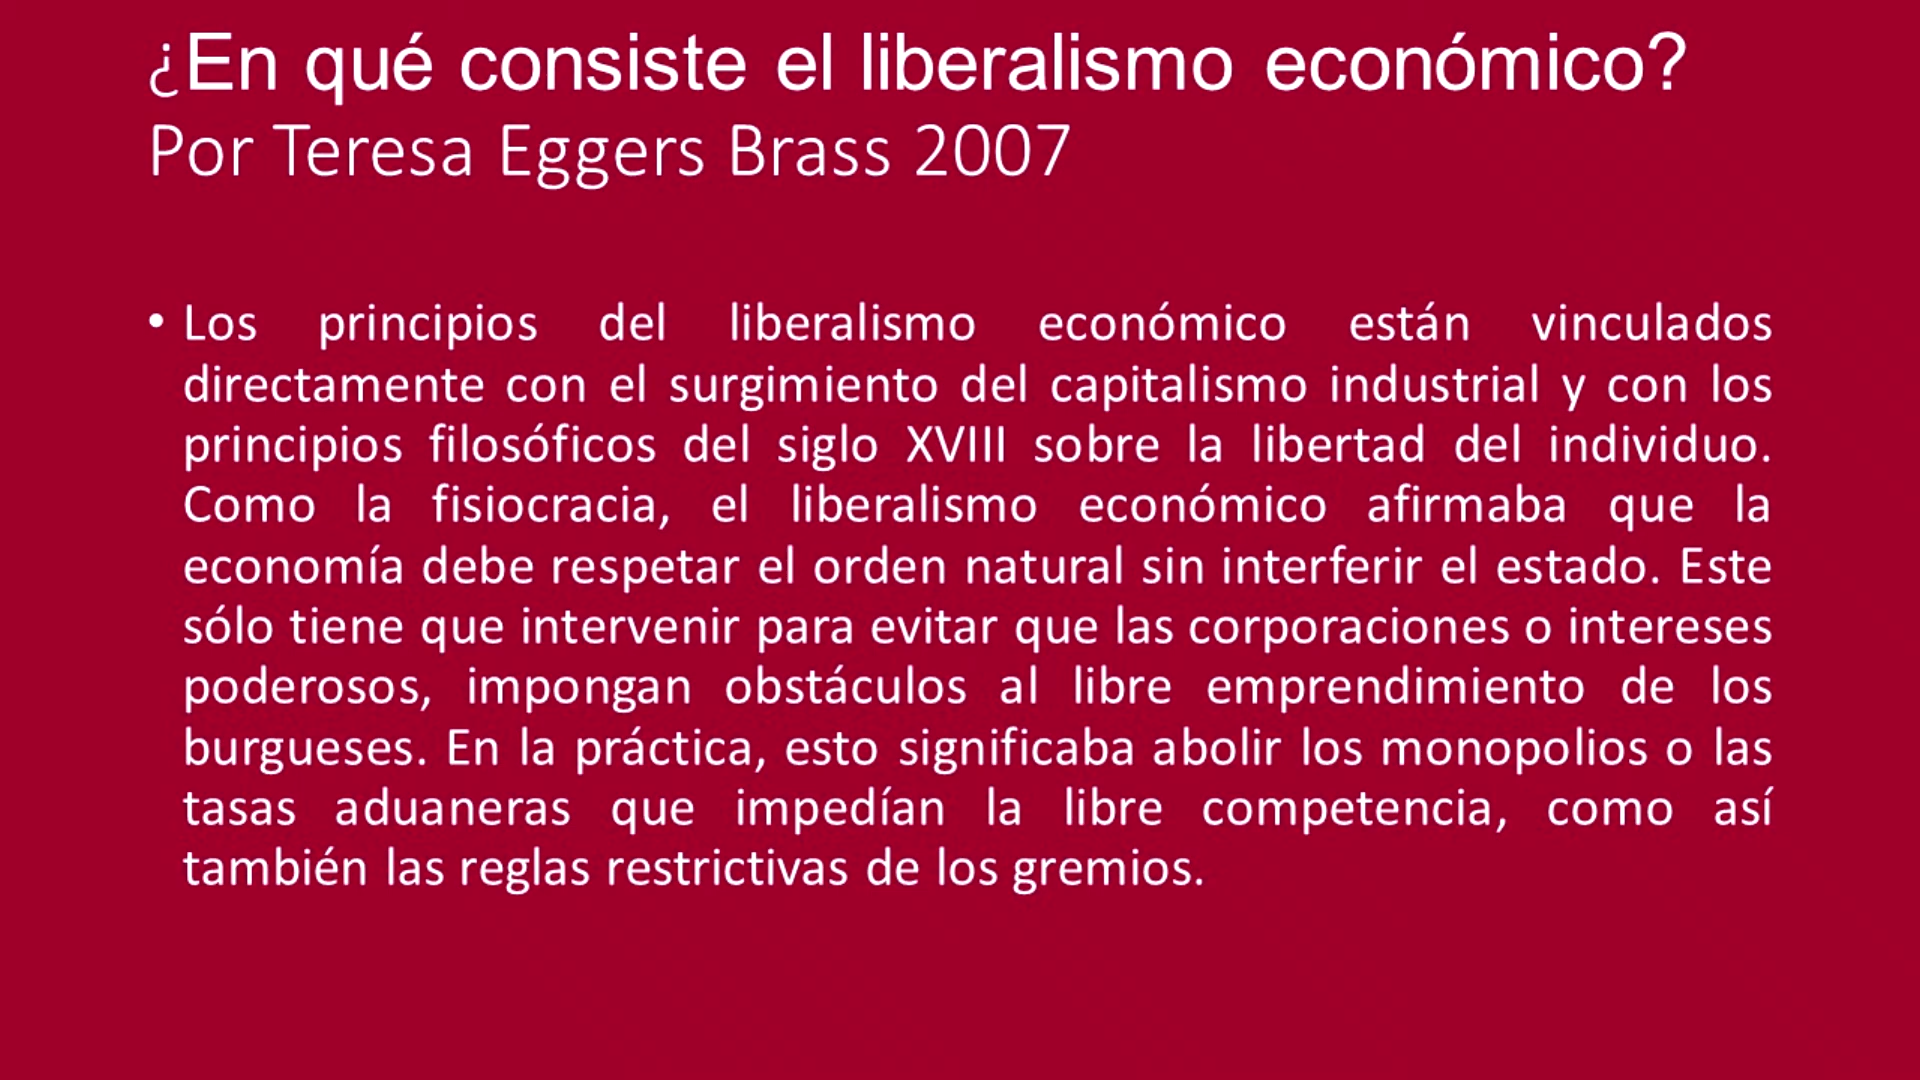 ¿En qué consiste el liberalismo económico?
Por Teresa Eggers Brass 2007
• Los principios del liberalismo económico están vinculados
directamente con el surgimiento del capitalismo industrial y con los
principios filosóficos del siglo XVIII sobre la libertad del individuo.
Como la fisiocracia, el liberalismo económico afirmaba que la
economía debe respetar el orden natural sin interferir el estado. Este
sólo tiene que intervenir para evitar que las corporaciones o intereses
poderosos, impongan obstáculos al libre emprendimiento de los
burgueses. En la práctica, esto significaba abolir los monopolios o las
tasas aduaneras que impedían la libre competencia, como así
también las reglas restrictivas de los gremios.